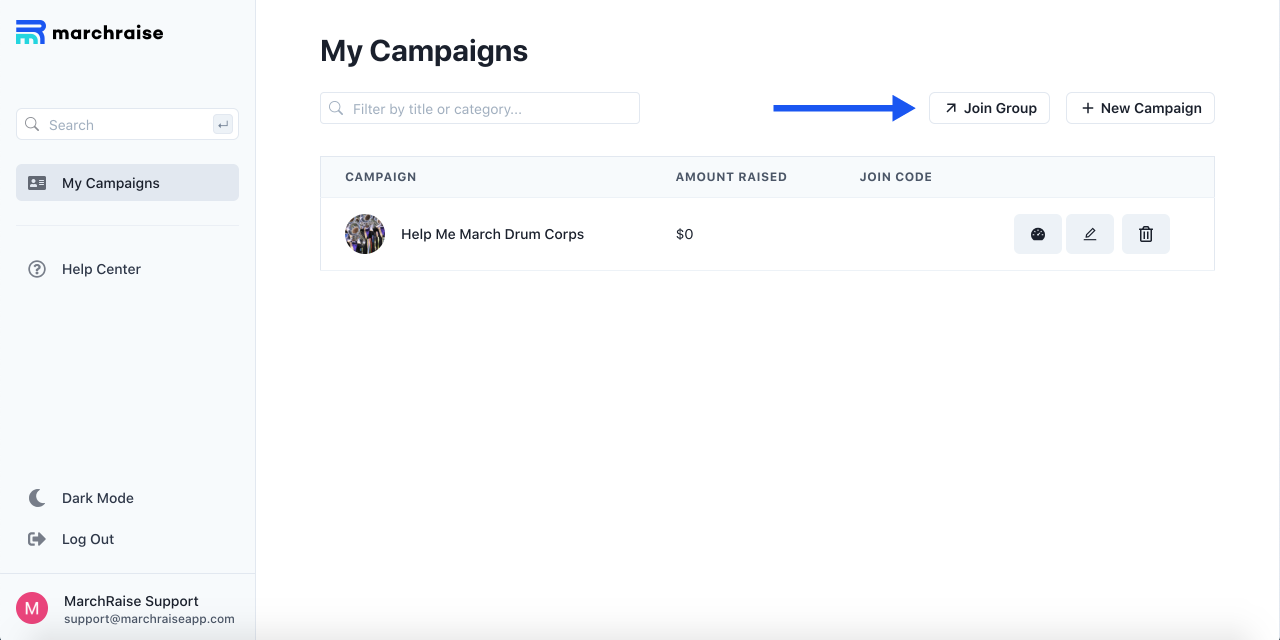 marchraise
Search
My Campaigns
Help Center
Dark Mode
Log Out
M
MarchRaise Support
support@marchraiseapp.com
My Campaigns
Filter by title or category...
Join Group
New Campaign
CAMPAIGN AMOUNT RAISED JOIN CODE
Help Me March Drum Corps $0